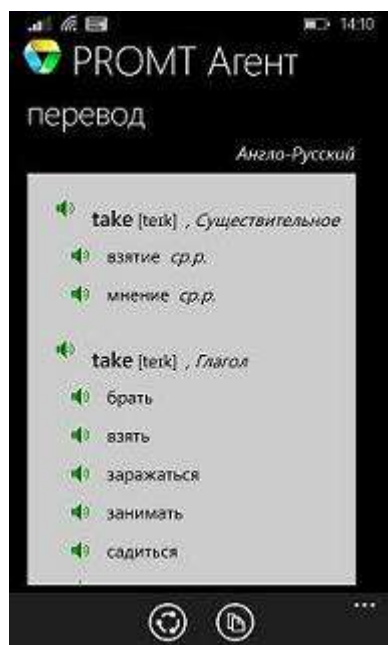 14:10
PROMT Агент
перевод
Англо-Русский
take [teɪk] , Существительное
взятие ср.р.
мнение ср.р.
take [teɪk] , Глагол
брать
взять
заражаться
занимать
садиться